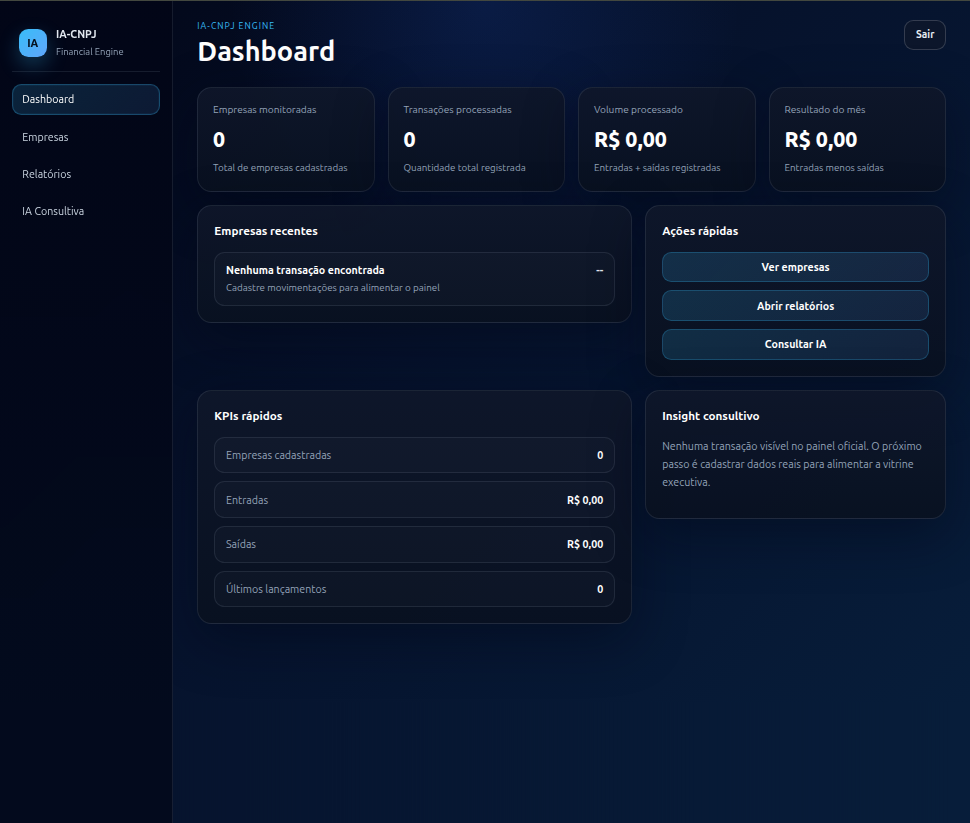 IA
IA-CNPJ
Financial Engine
Dashboard
Empresas
Relatórios
IA Consultiva
IA-CNPJ ENGINE
Dashboard
Sair
Empresas monitoradas
0
Total de empresas cadastradas
Transações processadas
0
Quantidade total registrada
Volume processado
R$ 0,00
Entradas + saídas registradas
Resultado do mês
R$ 0,00
Entradas menos saídas
Empresas recentes
Nenhuma transação encontrada
--
Cadastre movimentações para alimentar o painel
Ações rápidas
Ver empresas
Abrir relatórios
Consultar IA
KPIs rápidos
Empresas cadastradas 0
Entradas R$ 0,00
Saídas R$ 0,00
Últimos lançamentos 0
Insight consultivo
Nenhuma transação visível no painel oficial. O próximo
passo é cadastrar dados reais para alimentar a vitrine
executiva.